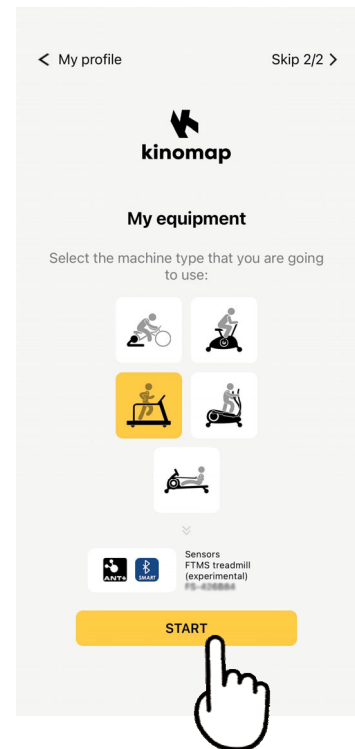 < My profile Skip 2/2 >
kinomap
My equipment
Select the machine type that you are going
to use:
ANT+ SMART
Sensors
FTMS treadmill
(experimental)
START